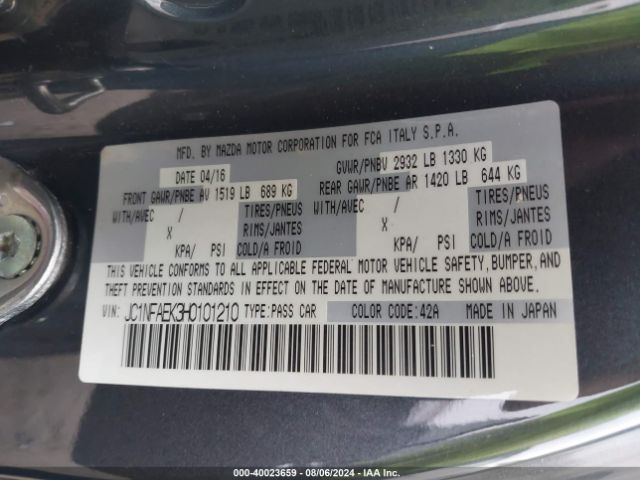 MFD. BY MAZDA MOTOR CORPORATION FOR FCA ITALY S.P.A.
DATE 04/16 GVWR/PNBV 2932 LB 1330 KG
FRONT GAWR/PNBE AV 1519 LB 689 KG REAR GAWR/PNBE AR 1420 LB 644 KG
WITH/AVEC / TIRES/PNEUS WITH/AVEC / TIRES/PNEUS
X RIMS/JANTES X RIMS/JANTES
KPA/ PSI COLD/A FROID KPA/ PSI COLD/A FROID
THIS VEHICLE CONFORMS TO ALL APPLICABLE FEDERAL MOTOR VEHICLE SAFETY, BUMPER, AND
THEFT PREVENTION STANDARDS IN EFFECT ON THE DATE OF MANUFACTURE SHOWN ABOVE.
VIN: JC1NFAEK3H0101210 TYPE: PASS CAR COLOR CODE: 42A MADE IN JAPAN
000-40023659 - 08/06/2024 - IAAI.com Copyright IAA, Inc.